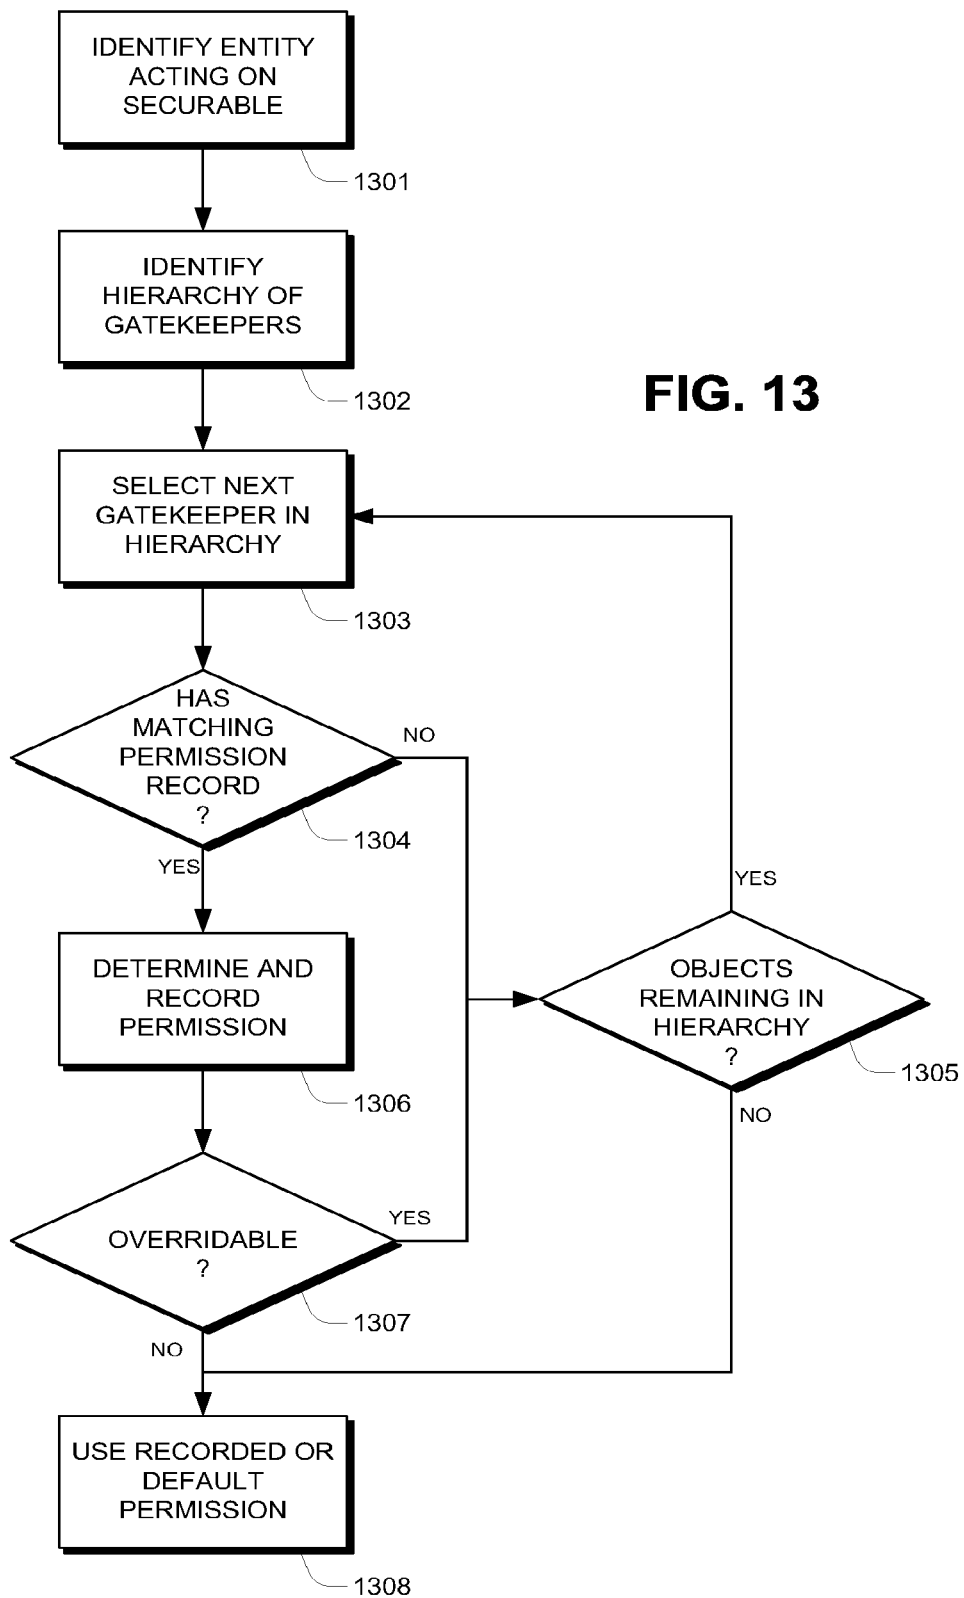 IDENTIFY ENTITY
ACTING ON
SECURABLE
1301
IDENTIFY
HIERARCHY OF
GATEKEEPERS
1302
FIG. 13
SELECT NEXT
GATEKEEPER IN
HIERARCHY
1303
HAS
MATCHING
PERMISSION
RECORD
?
NO
1304
YES
YES
DETERMINE AND
RECORD
PERMISSION
1306
OBJECTS
REMAINING IN
HIERARCHY
?
1305
NO
OVERRIDABLE
?
YES
1307
NO
USE RECORDED OR
DEFAULT
PERMISSION
1308